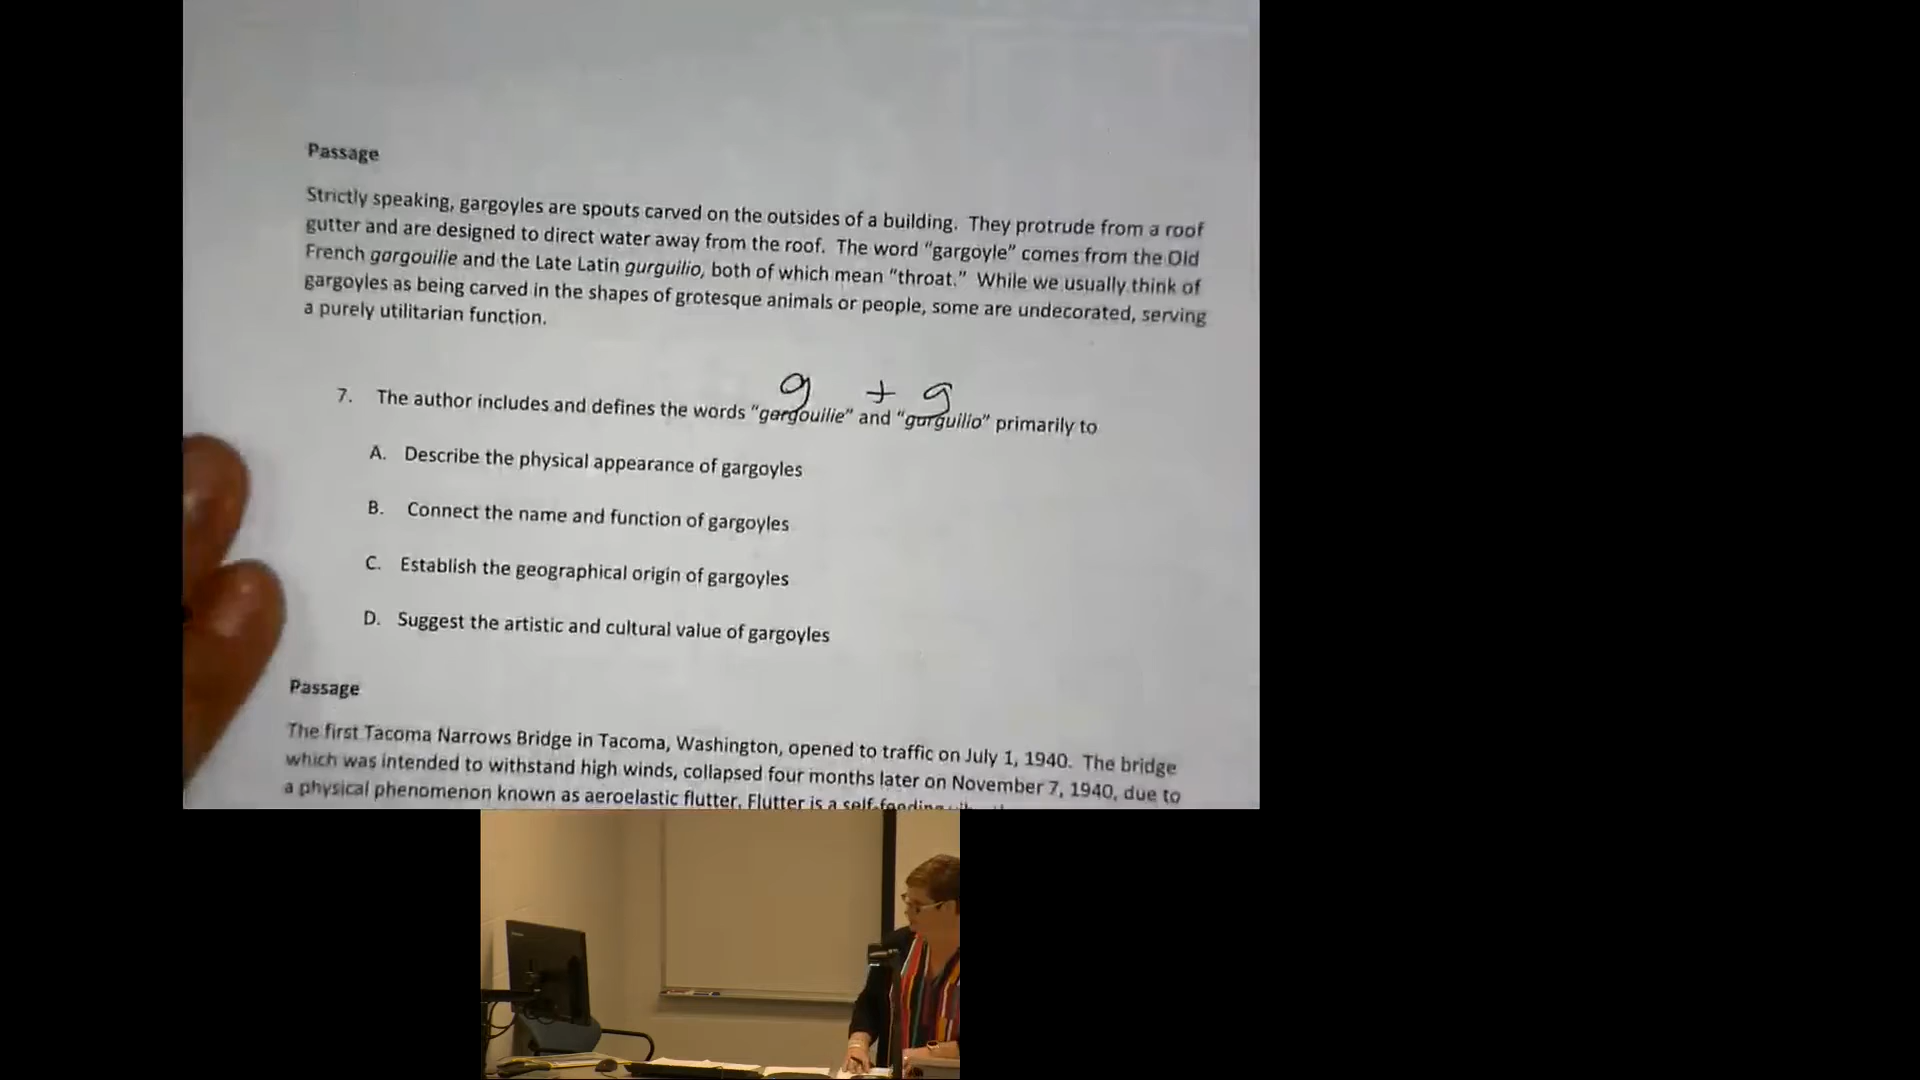 Passage
Strictly speaking, gargoyles are spouts carved on the outsides of a building. They protrude from a roof
gutter and are designed to direct water away from the roof. The word “gargoyle” comes from the Old
French gargouilie and the Late Latin gurguilio, both of which mean “throat.” While we usually think of
gargoyles as being carved in the shapes of grotesque animals or people, some are undecorated, serving
a purely utilitarian function.
g + g
7. The author includes and defines the words “gargouilie” and “gurguilio” primarily to
A. Describe the physical appearance of gargoyles
B. Connect the name and function of gargoyles
C. Establish the geographical origin of gargoyles
D. Suggest the artistic and cultural value of gargoyles
Passage
The first Tacoma Narrows Bridge in Tacoma, Washington, opened to traffic on July 1, 1940. The bridge
which was intended to withstand high winds, collapsed four months later on November 7, 1940, due to
a physical phenomenon known as aeroelastic flutter. Flutter is a self-feeding